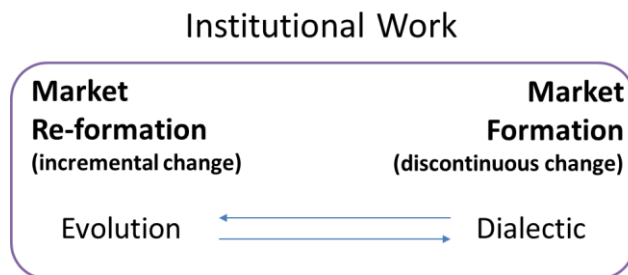 Institutional Work
Market
Re-formation
(incremental change)
Market
Formation
(discontinuous change)
Evolution
Dialectic